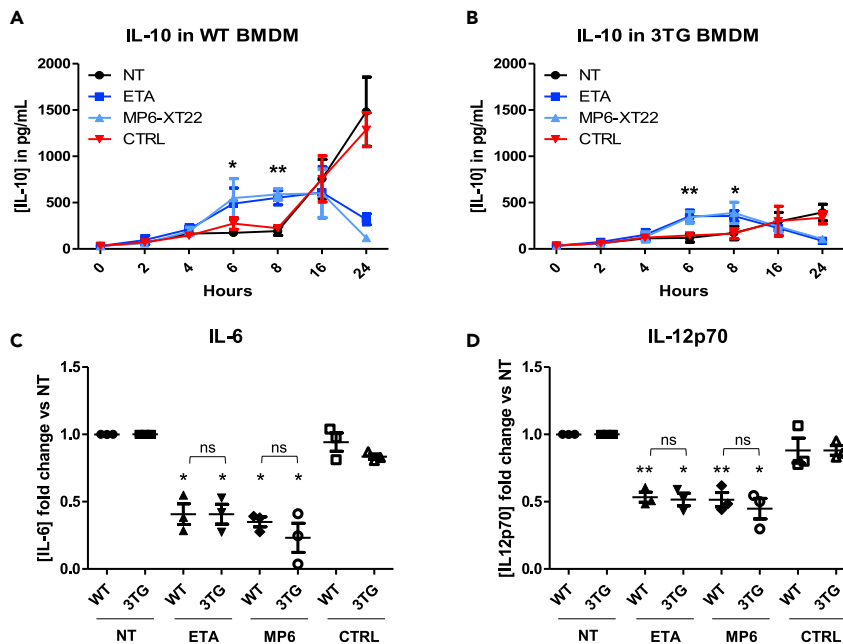 A
IL-10 in WT BMDM
[IL-10] in pg/mL
2000
1500
1000
500
0
NT
ETA
MP6-XT22
CTRL
*
**
0 2 4 6 8 16 24
Hours
B
IL-10 in 3TG BMDM
[IL-10] in pg/mL
2000
1500
1000
500
0
NT
ETA
MP6-XT22
CTRL
**
*
0 2 4 6 8 16 24
Hours
C
IL-6
[IL-6] fold change vs NT
1.5
1.0
0.5
0.0
ns ns
* * * *
WT 3TG WT 3TG WT 3TG WT 3TG
NT ETA MP6 CTRL
D
IL-12p70
[IL12p70] fold change vs NT
1.5
1.0
0.5
0.0
ns ns
** * ** *
WT 3TG WT 3TG WT 3TG WT 3TG
NT ETA MP6 CTRL